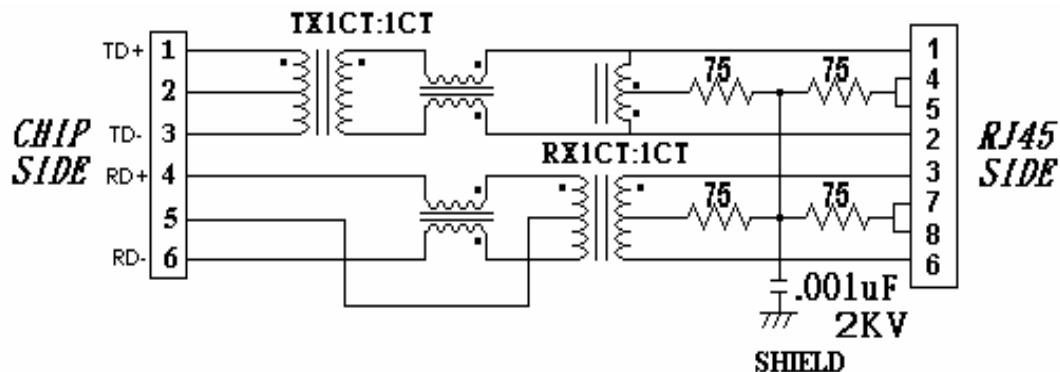 TX1CT:1CT
TD+ 1
2
TD- 3
RD+ 4
5
RD- 6
CHIP
SIDE
75 75
RX1CT:1CT
75 75
1
4
5
2
3
7
8
6
RJ45
SIDE
.001uF
2KV
SHIELD